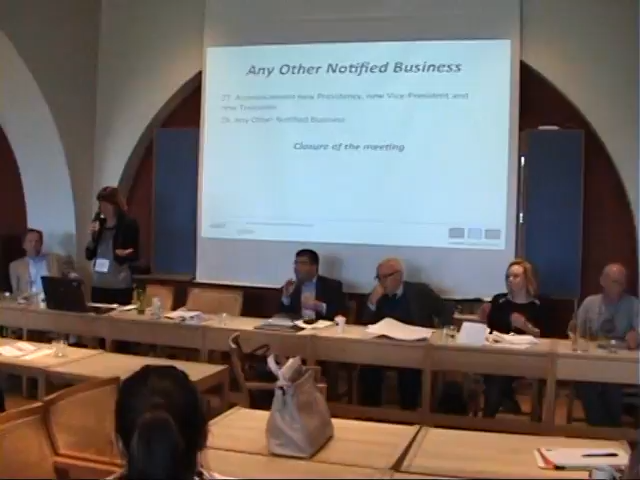 Any Other Notified Business
27. Announcement new Presidency, new Vice-President and
new Treasurer
28. Any Other Notified Business
Closure of the meeting